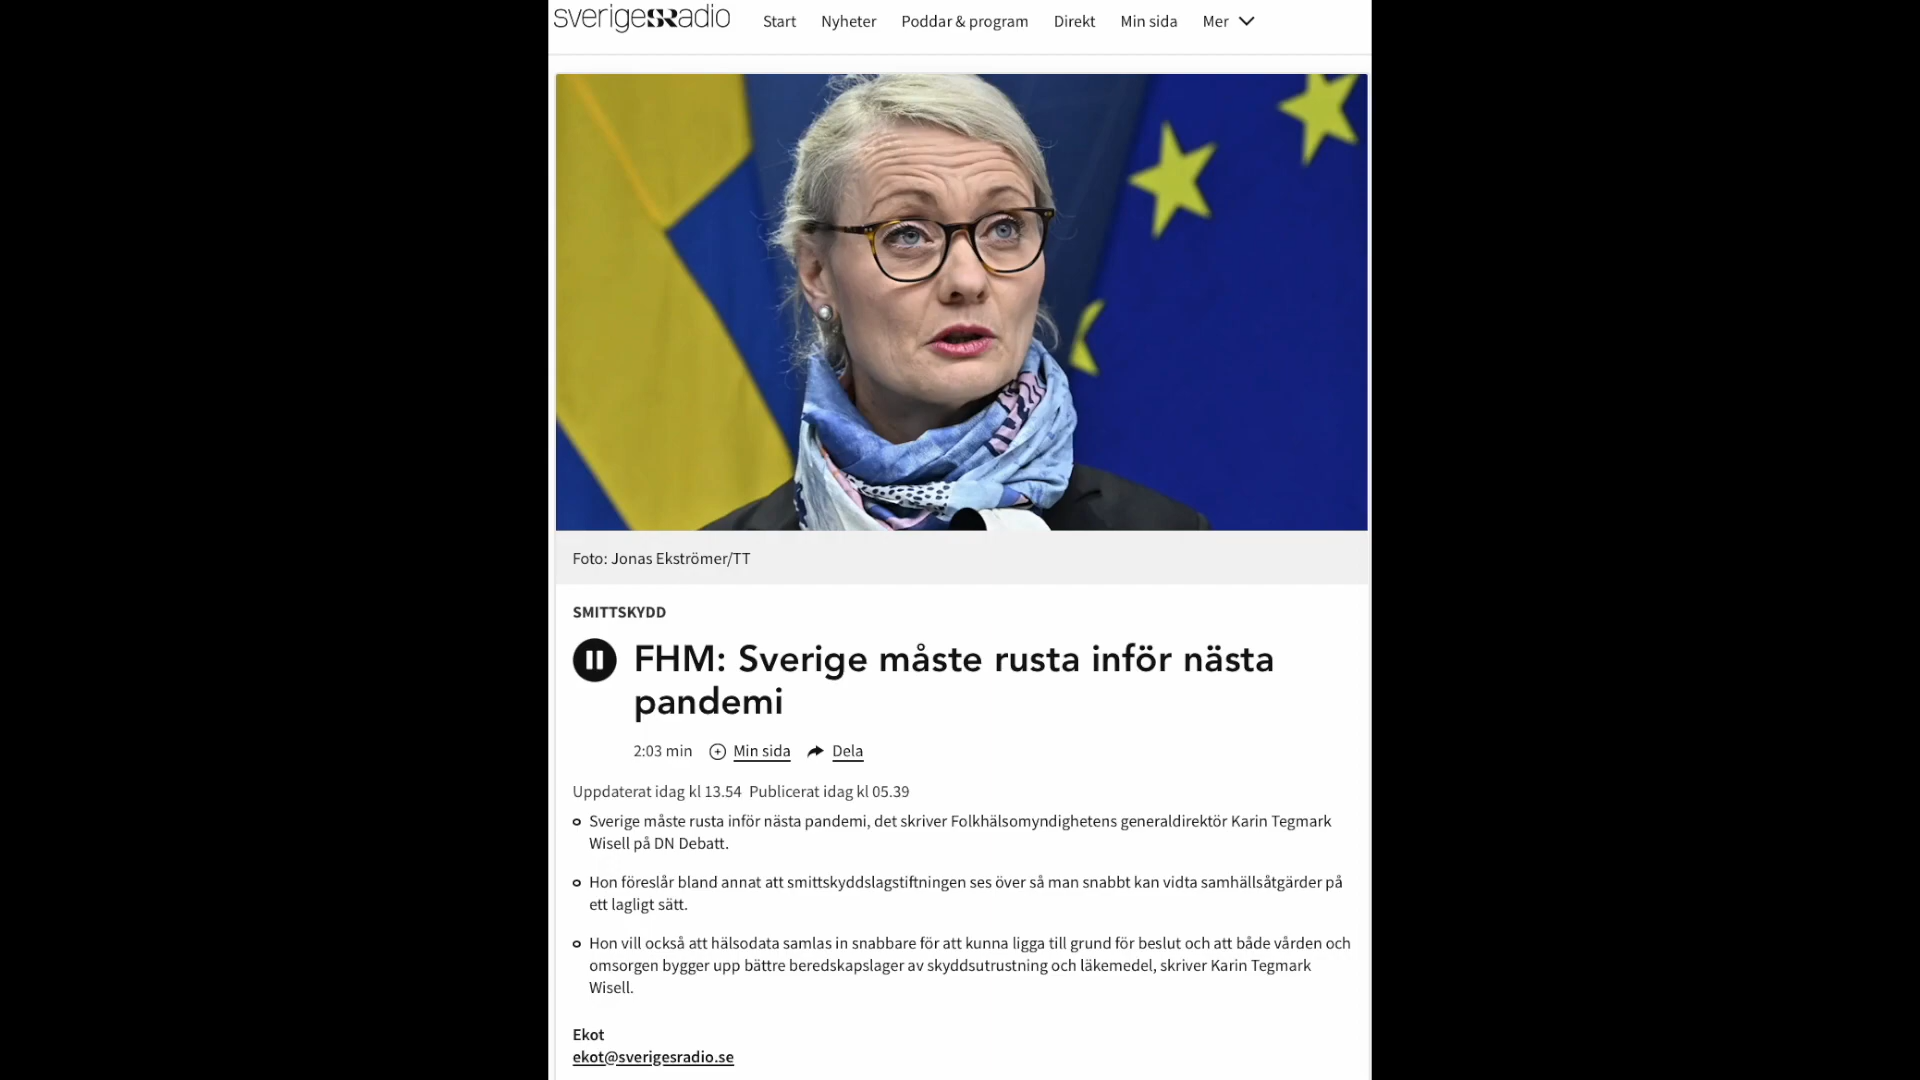 sverigesradio
Start Nyheter Poddar & program Direkt Min sida Mer
Foto: Jonas Ekströmer/TT
SMITTSKYDD
FHM: Sverige måste rusta inför nästa
pandemi
2:03 min Min sida Dela
Uppdaterat idag kl 13.54 Publicerat idag kl 05.39
Sverige måste rusta inför nästa pandemi, det skriver Folkhälsomyndighetens generaldirektör Karin Tegmark
Wisell på DN Debatt.
Hon föreslår bland annat att smittskyddslagstiftningen ses över så man snabbt kan vidta samhällsåtgärder på
ett lagligt sätt.
Hon vill också att hälsodata samlas in snabbare för att kunna ligga till grund för beslut och att både vården och
omsorgen bygger upp bättre beredskapslager av skyddsutrustning och läkemedel, skriver Karin Tegmark
Wisell.
Ekot
ekot@sverigesradio.se